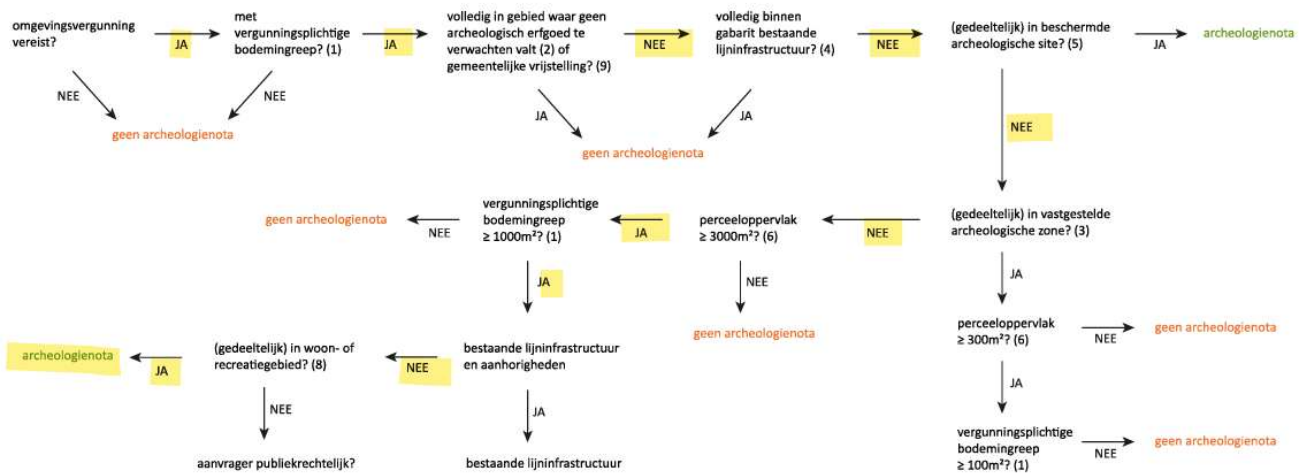 omgevingsvergunning
vereist?
JA
met
vergunningsplichtige
bodemingreep? (1)
JA
volledig in gebied waar geen
archeologisch erfgoed te
verwachten valt (2) of
gemeentelijke vrijstelling? (9)
NEE
volledig binnen
gabarit bestaande
lijninfrastructuur? (4)
NEE
(gedeeltelijk) in beschermde
archeologische site? (5)
JA
archeologienota
NEE
NEE
geen archeologienota
JA
JA
geen archeologienota
NEE
geen archeologienota
NEE
vergunningsplichtige
bodemingreep
≥ 1000m²? (1)
JA
perceeloppervlak
≥ 3000m²? (6)
NEE
(gedeeltelijk) in vastgestelde
archeologische zone? (3)
JA
NEE
JA
geen archeologienota
perceeloppervlak
≥ 300m²? (6)
NEE
geen archeologienota
archeologienota
JA
(gedeeltelijk) in woon- of
recreatiegebied? (8)
NEE
bestaande lijninfrastructuur
en aanhorigheden
JA
NEE
JA
vergunningsplichtige
bodemingreep
≥ 100m²? (1)
NEE
geen archeologienota
aanvrager publiekrechtelijk?
bestaande lijninfrastructuur